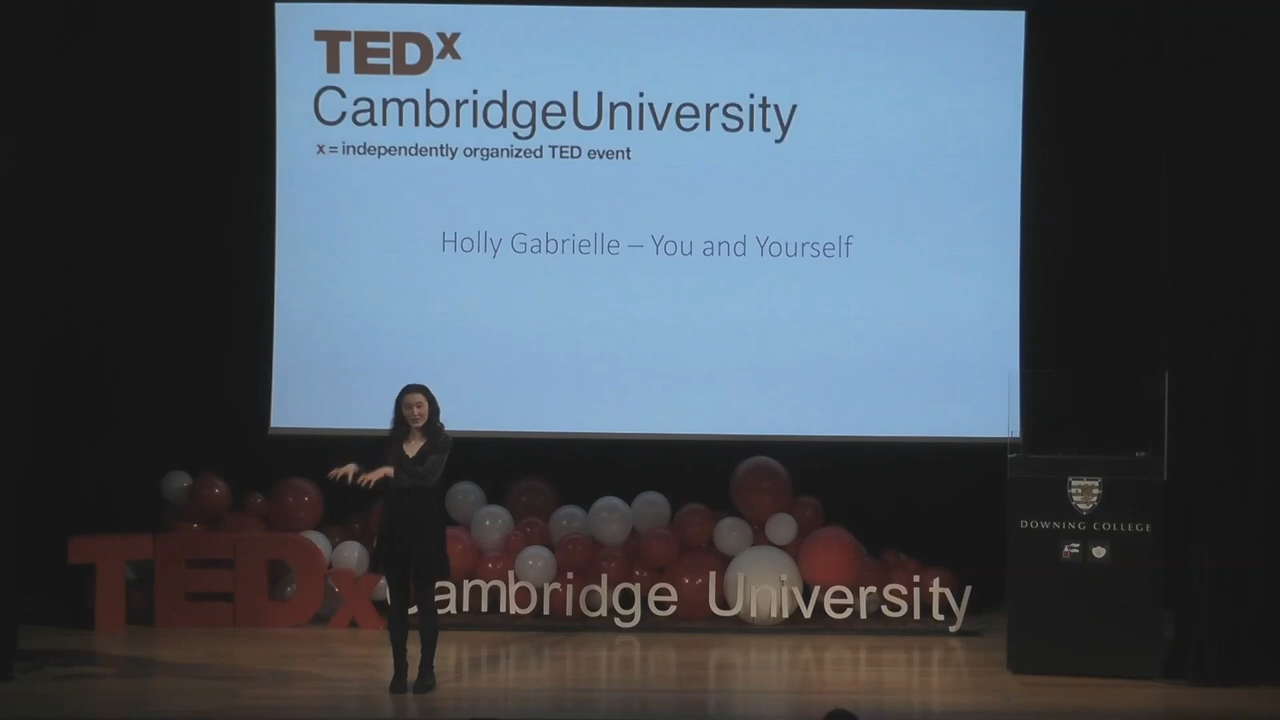 TEDx
CambridgeUniversity
x = independently organized TED event
Holly Gabrielle – You and Yourself
DOWNING COLLEGE
TEDx
Cambridge University